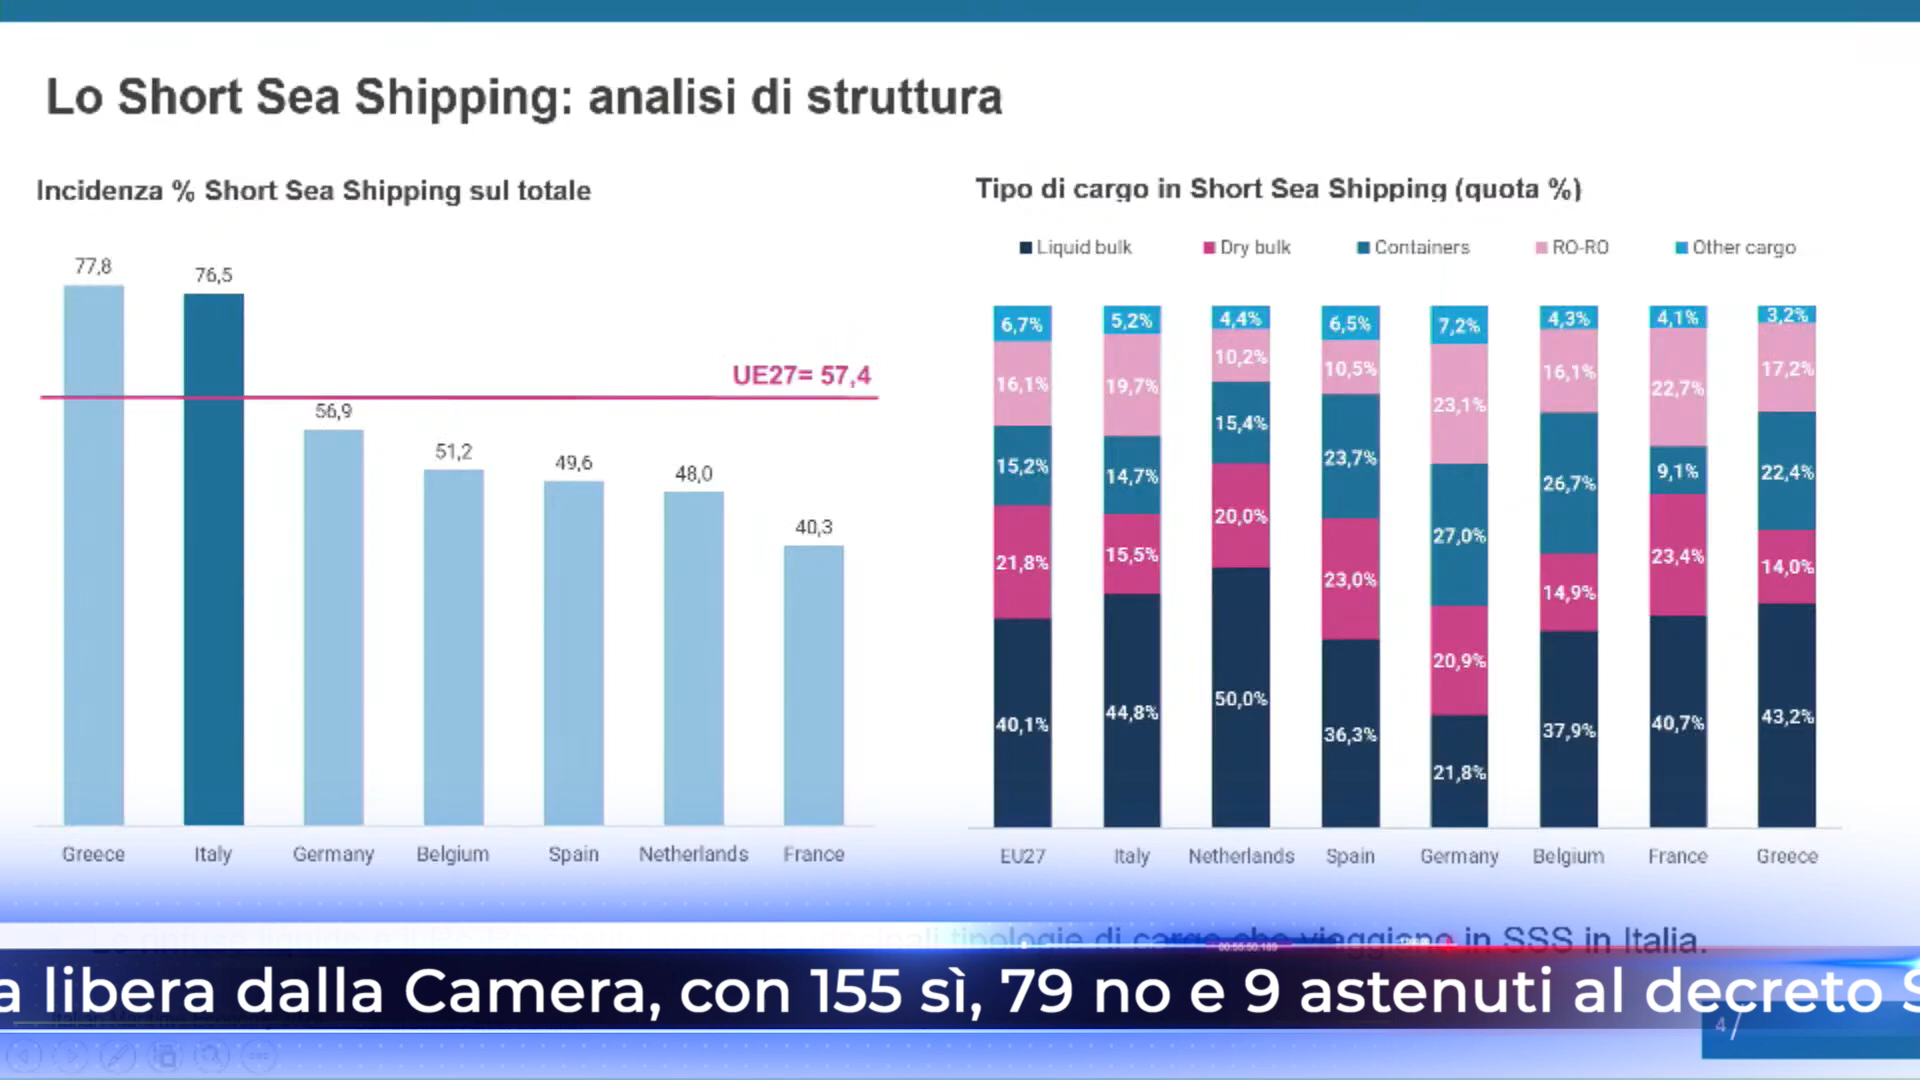 Lo Short Sea Shipping: analisi di struttura
Incidenza % Short Sea Shipping sul totale
77,8
76,5
UE27= 57,4
56,9
51,2
49,6
48,0
40,3
Greece Italy Germany Belgium Spain Netherlands France
Tipo di cargo in Short Sea Shipping (quota %)
Liquid bulk Dry bulk Containers RO-RO Other cargo
6,7% 5,2% 4,4% 6,5% 7,2% 4,3% 4,1% 3,2%
16,1% 19,7% 10,2% 10,5% 23,1% 16,1% 22,7% 17,2%
15,2% 14,7% 15,4% 23,7% 27,0% 26,7% 9,1% 22,4%
21,8% 15,5% 20,0% 23,0% 20,9% 14,9% 23,4% 14,0%
40,1% 44,8% 50,0% 36,3% 21,8% 37,9% 40,7% 43,2%
EU27 Italy Netherlands Spain Germany Belgium France Greece
tipologie di cargo che viaggiano in SSS in Italia.
a libera dalla Camera, con 155 sì, 79 no e 9 astenuti al decreto S
4/